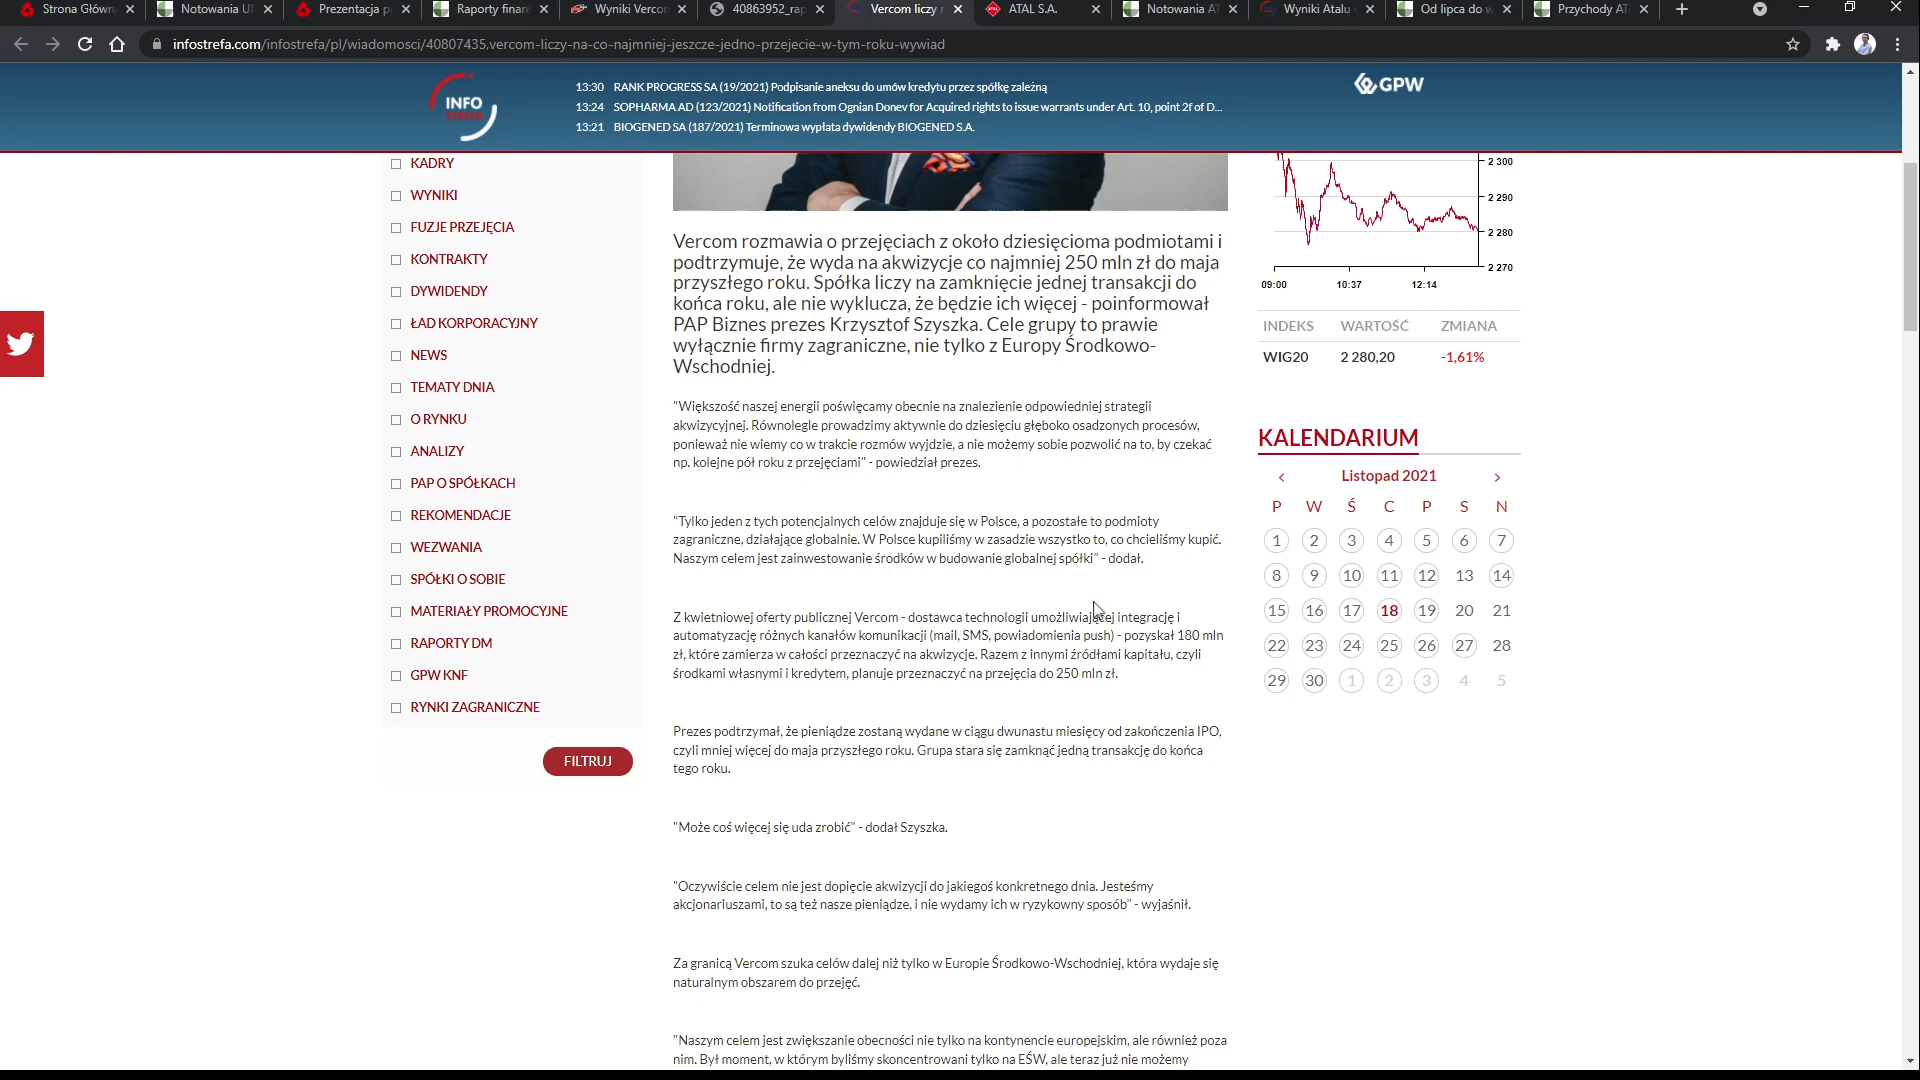 Strona Główn
Notowania U
Prezentacja p
Raporty finan
Wyniki Vercon
40863952_rap
Vercom liczy
ATAL S.A.
Notowania AT
Wyniki Atalu
Od lipca do w
Przychody AT
infostrefa.com/infostrefa/pl/wiadomosci/40807435,vercom-liczy-na-co-najmniej-jeszcze-jedno-przejecie-w-tym-roku-wywiad
INFO
STREFA
13:30 RANK PROGRESS SA (19/2021) Podpisanie aneksu do umów kredytu przez spółkę zależną
13:24 SOPHARMA AD (123/2021) Notification from Ognian Donev for Acquired rights to issue warrants under Art. 10, point 2f of D...
13:21 BIOGENED SA (187/2021) Terminowa wypłata dywidendy BIOGENED S.A.
GPW
KADRY
WYNIKI
FUZJE PRZEJĘCIA
KONTRAKTY
DYWIDENDY
ŁAD KORPORACYJNY
NEWS
TEMATY DNIA
O RYNKU
ANALIZY
PAP O SPÓŁKACH
REKOMENDACJE
WEZWANIA
SPÓŁKI O SOBIE
MATERIAŁY PROMOCYJNE
RAPORTY DM
GPW KNF
RYNKI ZAGRANICZNE
FILTRUJ
Vercom rozmawia o przejęciach z około dziesięcioma podmiotami i
podtrzymuje, że wyda na akwizycje co najmniej 250 mln zł do maja
przyszłego roku. Spółka liczy na zamknięcie jednej transakcji do
końca roku, ale nie wyklucza, że będzie ich więcej - poinformował
PAP Biznes prezes Krzysztof Szyszka. Cele grupy to prawie
wyłącznie firmy zagraniczne, nie tylko z Europy Środkowo-
Wschodniej.
"Większość naszej energii poświęcamy obecnie na znalezienie odpowiedniej strategii
akwizycyjnej. Równolegle prowadzimy aktywnie do dziesięciu głęboko osadzonych procesów,
ponieważ nie wiemy co w trakcie rozmów wyjdzie, a nie możemy sobie pozwolić na to, by czekać
np. kolejne pół roku z przejęciami" - powiedział prezes.
"Tylko jeden z tych potencjalnych celów znajduje się w Polsce, a pozostałe to podmioty
zagraniczne, działające globalnie. W Polsce kupiliśmy w zasadzie wszystko to, co chcieliśmy kupić.
Naszym celem jest zainwestowanie środków w budowanie globalnej spółki" - dodał.
Z kwietniowej oferty publicznej Vercom - dostawca technologii umożliwiającej integrację i
automatyzację różnych kanałów komunikacji (mail, SMS, powiadomienia push) - pozyskał 180 mln
zł, które zamierza w całości przeznaczyć na akwizycje. Razem z innymi źródłami kapitału, czyli
środkami własnymi i kredytem, planuje przeznaczyć na przejęcia do 250 mln zł.
Prezes podtrzymał, że pieniądze zostaną wydane w ciągu dwunastu miesięcy od zakończenia IPO,
czyli mniej więcej do maja przyszłego roku. Grupa stara się zamknąć jedną transakcję do końca
tego roku.
"Może coś więcej się uda zrobić" - dodał Szyszka.
"Oczywiście celem nie jest dopięcie akwizycji do jakiegoś konkretnego dnia. Jesteśmy
akcjonariuszami, to są też nasze pieniądze, i nie wydamy ich w ryzykowny sposób" - wyjaśnił.
Za granicą Vercom szuka celów dalej niż tylko w Europie Środkowo-Wschodniej, która wydaje się
naturalnym obszarem do przejęć.
"Naszym celem jest zwiększanie obecności nie tylko na kontynencie europejskim, ale również poza
nim. Był moment, w którym byliśmy skoncentrowani tylko na EŚW, ale teraz już nie możemy
2 300
2 290
2 280
2 270
09:00 10:37 12:14
INDEKS WARTOŚĆ ZMIANA
WIG20 2 280,20 -1,61%
KALENDARIUM
< Listopad 2021 >
P W Ś C P S N
1 2 3 4 5 6 7
8 9 10 11 12 13 14
15 16 17 18 19 20 21
22 23 24 25 26 27 28
29 30 1 2 3 4 5